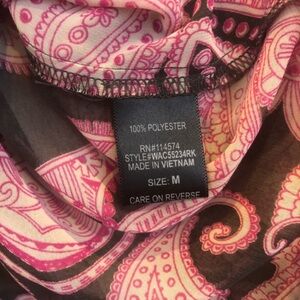 100% POLYESTER
RN#114574
STYLE#WAC55234RK
MADE IN VIETNAM
SIZE: M
CARE ON REVERSE